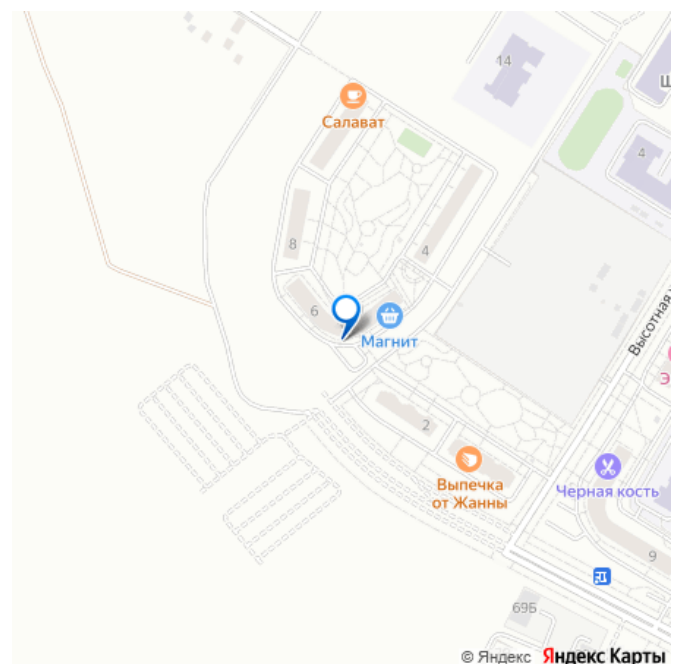 14
Салават
4
8
4
6
Магнит
Высотная
2
Выпечка
от Жанны
Черная кость
9
69Б
© Яндекс Яндекс Карты